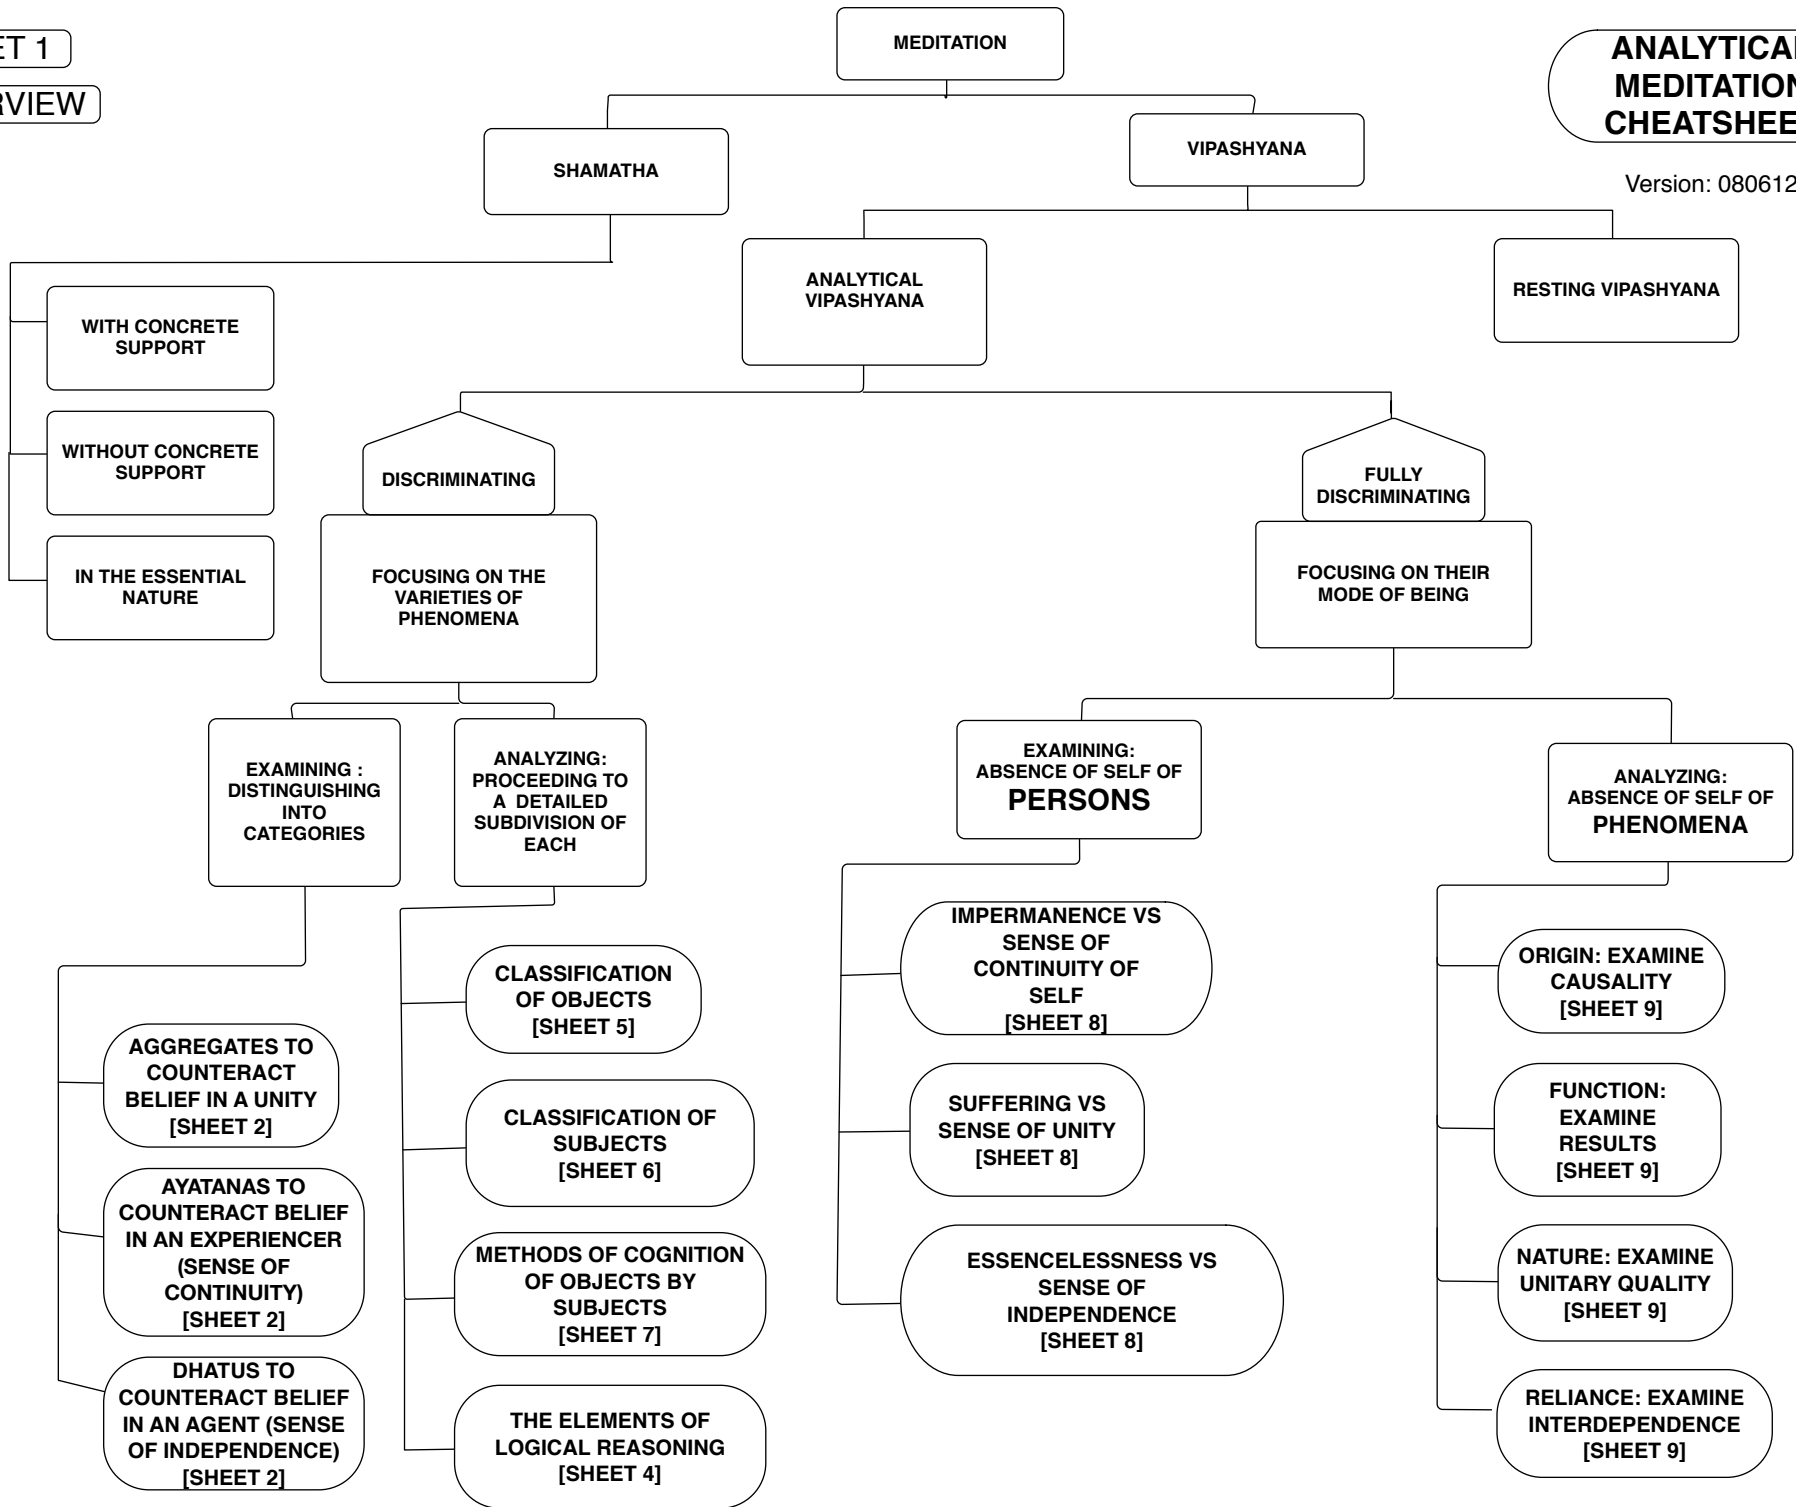 ET 1
RVIEW
MEDITATION
ANALYTICAL
MEDITATION
CHEATSHEE
Version: 080612
SHAMATHA
VIPASHYANA
ANALYTICAL
VIPASHYANA
RESTING VIPASHYANA
WITH CONCRETE
SUPPORT
WITHOUT CONCRETE
SUPPORT
IN THE ESSENTIAL
NATURE
DISCRIMINATING
FOCUSING ON THE
VARIETIES OF
PHENOMENA
FULLY
DISCRIMINATING
FOCUSING ON THEIR
MODE OF BEING
EXAMINING :
DISTINGUISHING
INTO
CATEGORIES
ANALYZING:
PROCEEDING TO
A DETAILED
SUBDIVISION OF
EACH
EXAMINING:
ABSENCE OF SELF OF
PERSONS
ANALYZING:
ABSENCE OF SELF OF
PHENOMENA
AGGREGATES TO
COUNTERACT
BELIEF IN A UNITY
[SHEET 2]
AYATANAS TO
COUNTERACT BELIEF
IN AN EXPERIENCER
(SENSE OF
CONTINUITY)
[SHEET 2]
DHATUS TO
COUNTERACT BELIEF
IN AN AGENT (SENSE
OF INDEPENDENCE)
[SHEET 2]
CLASSIFICATION
OF OBJECTS
[SHEET 5]
CLASSIFICATION OF
SUBJECTS
[SHEET 6]
METHODS OF COGNITION
OF OBJECTS BY
SUBJECTS
[SHEET 7]
THE ELEMENTS OF
LOGICAL REASONING
[SHEET 4]
IMPERMANENCE VS
SENSE OF
CONTINUITY OF
SELF
[SHEET 8]
SUFFERING VS
SENSE OF UNITY
[SHEET 8]
ESSENCELESSNESS VS
SENSE OF
INDEPENDENCE
[SHEET 8]
ORIGIN: EXAMINE
CAUSALITY
[SHEET 9]
FUNCTION:
EXAMINE
RESULTS
[SHEET 9]
NATURE: EXAMINE
UNITARY QUALITY
[SHEET 9]
RELIANCE: EXAMINE
INTERDEPENDENCE
[SHEET 9]